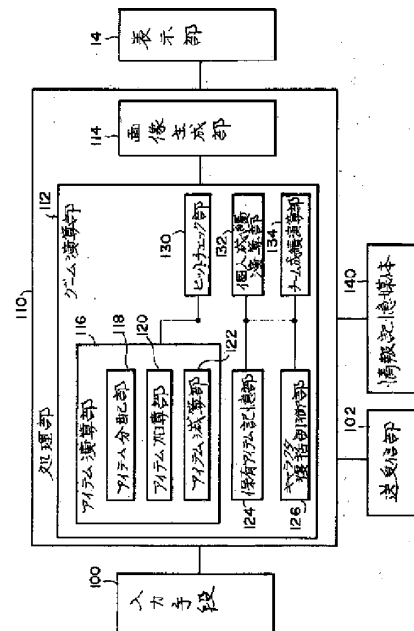 110
処理部
112
ゲーム演算部
116
アイテム演算部
118
アイテム分配部
120
アイテム加算部
122
アイテム減算部
130
ヒットチェック部
124
保有アイテム記憶部
132
個人成績
演算部
126
キャラクタ
復活制御部
134
チーム成績演算部
114
画像生成部
14
表示部
100
入力手段
102
送受信部
140
情報記憶媒体